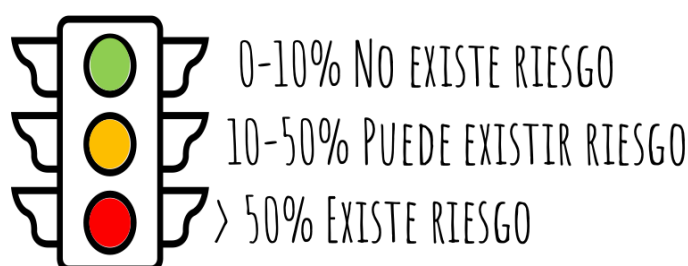 0-10% No existe riesgo
10-50% Puede existir riesgo
> 50% Existe riesgo